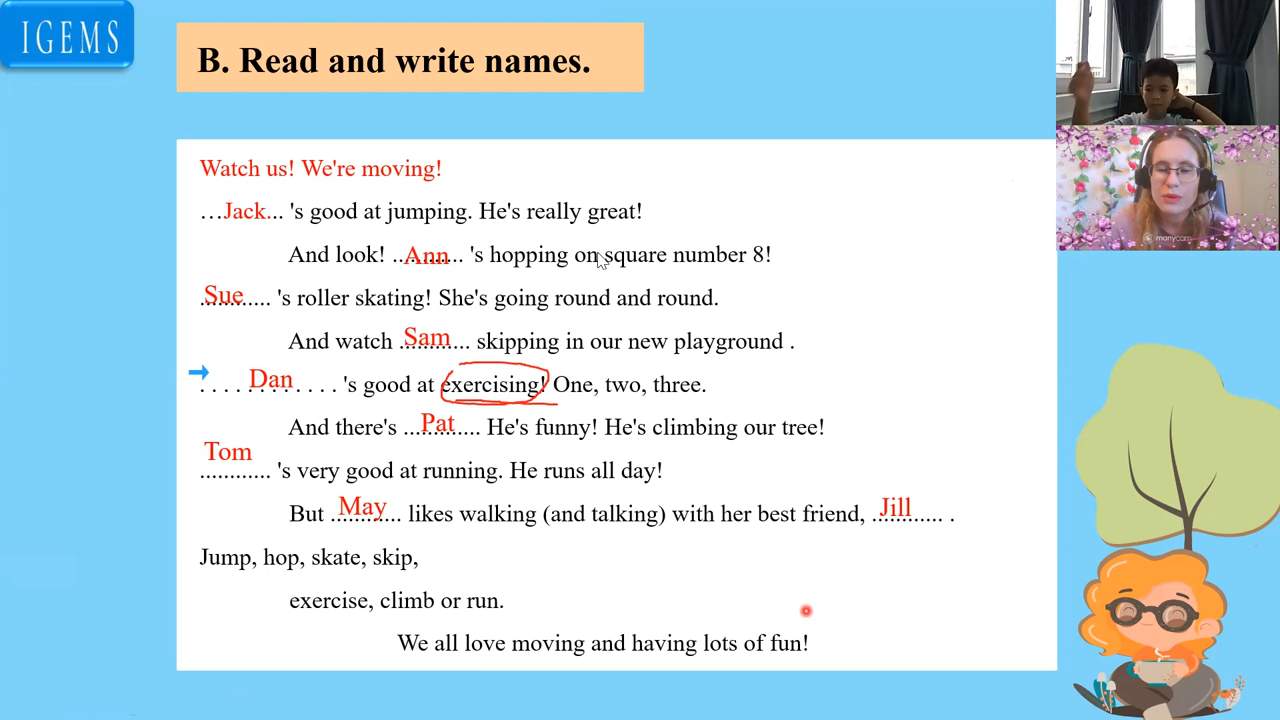 IGEMS
B. Read and write names.
Watch us! We're moving!
...Jack... 's good at jumping. He's really great!
And look! ....Ann.... 's hopping on square number 8!
....Sue.... 's roller skating! She's going round and round.
And watch ....Sam.... skipping in our new playground .
. . . . Dan . . . . 's good at exercising! One, two, three.
And there's ....Pat.... He's funny! He's climbing our tree!
....Tom.... 's very good at running. He runs all day!
But ....May.... likes walking (and talking) with her best friend, ....Jill.... .
Jump, hop, skate, skip,
exercise, climb or run.
We all love moving and having lots of fun!
manycam